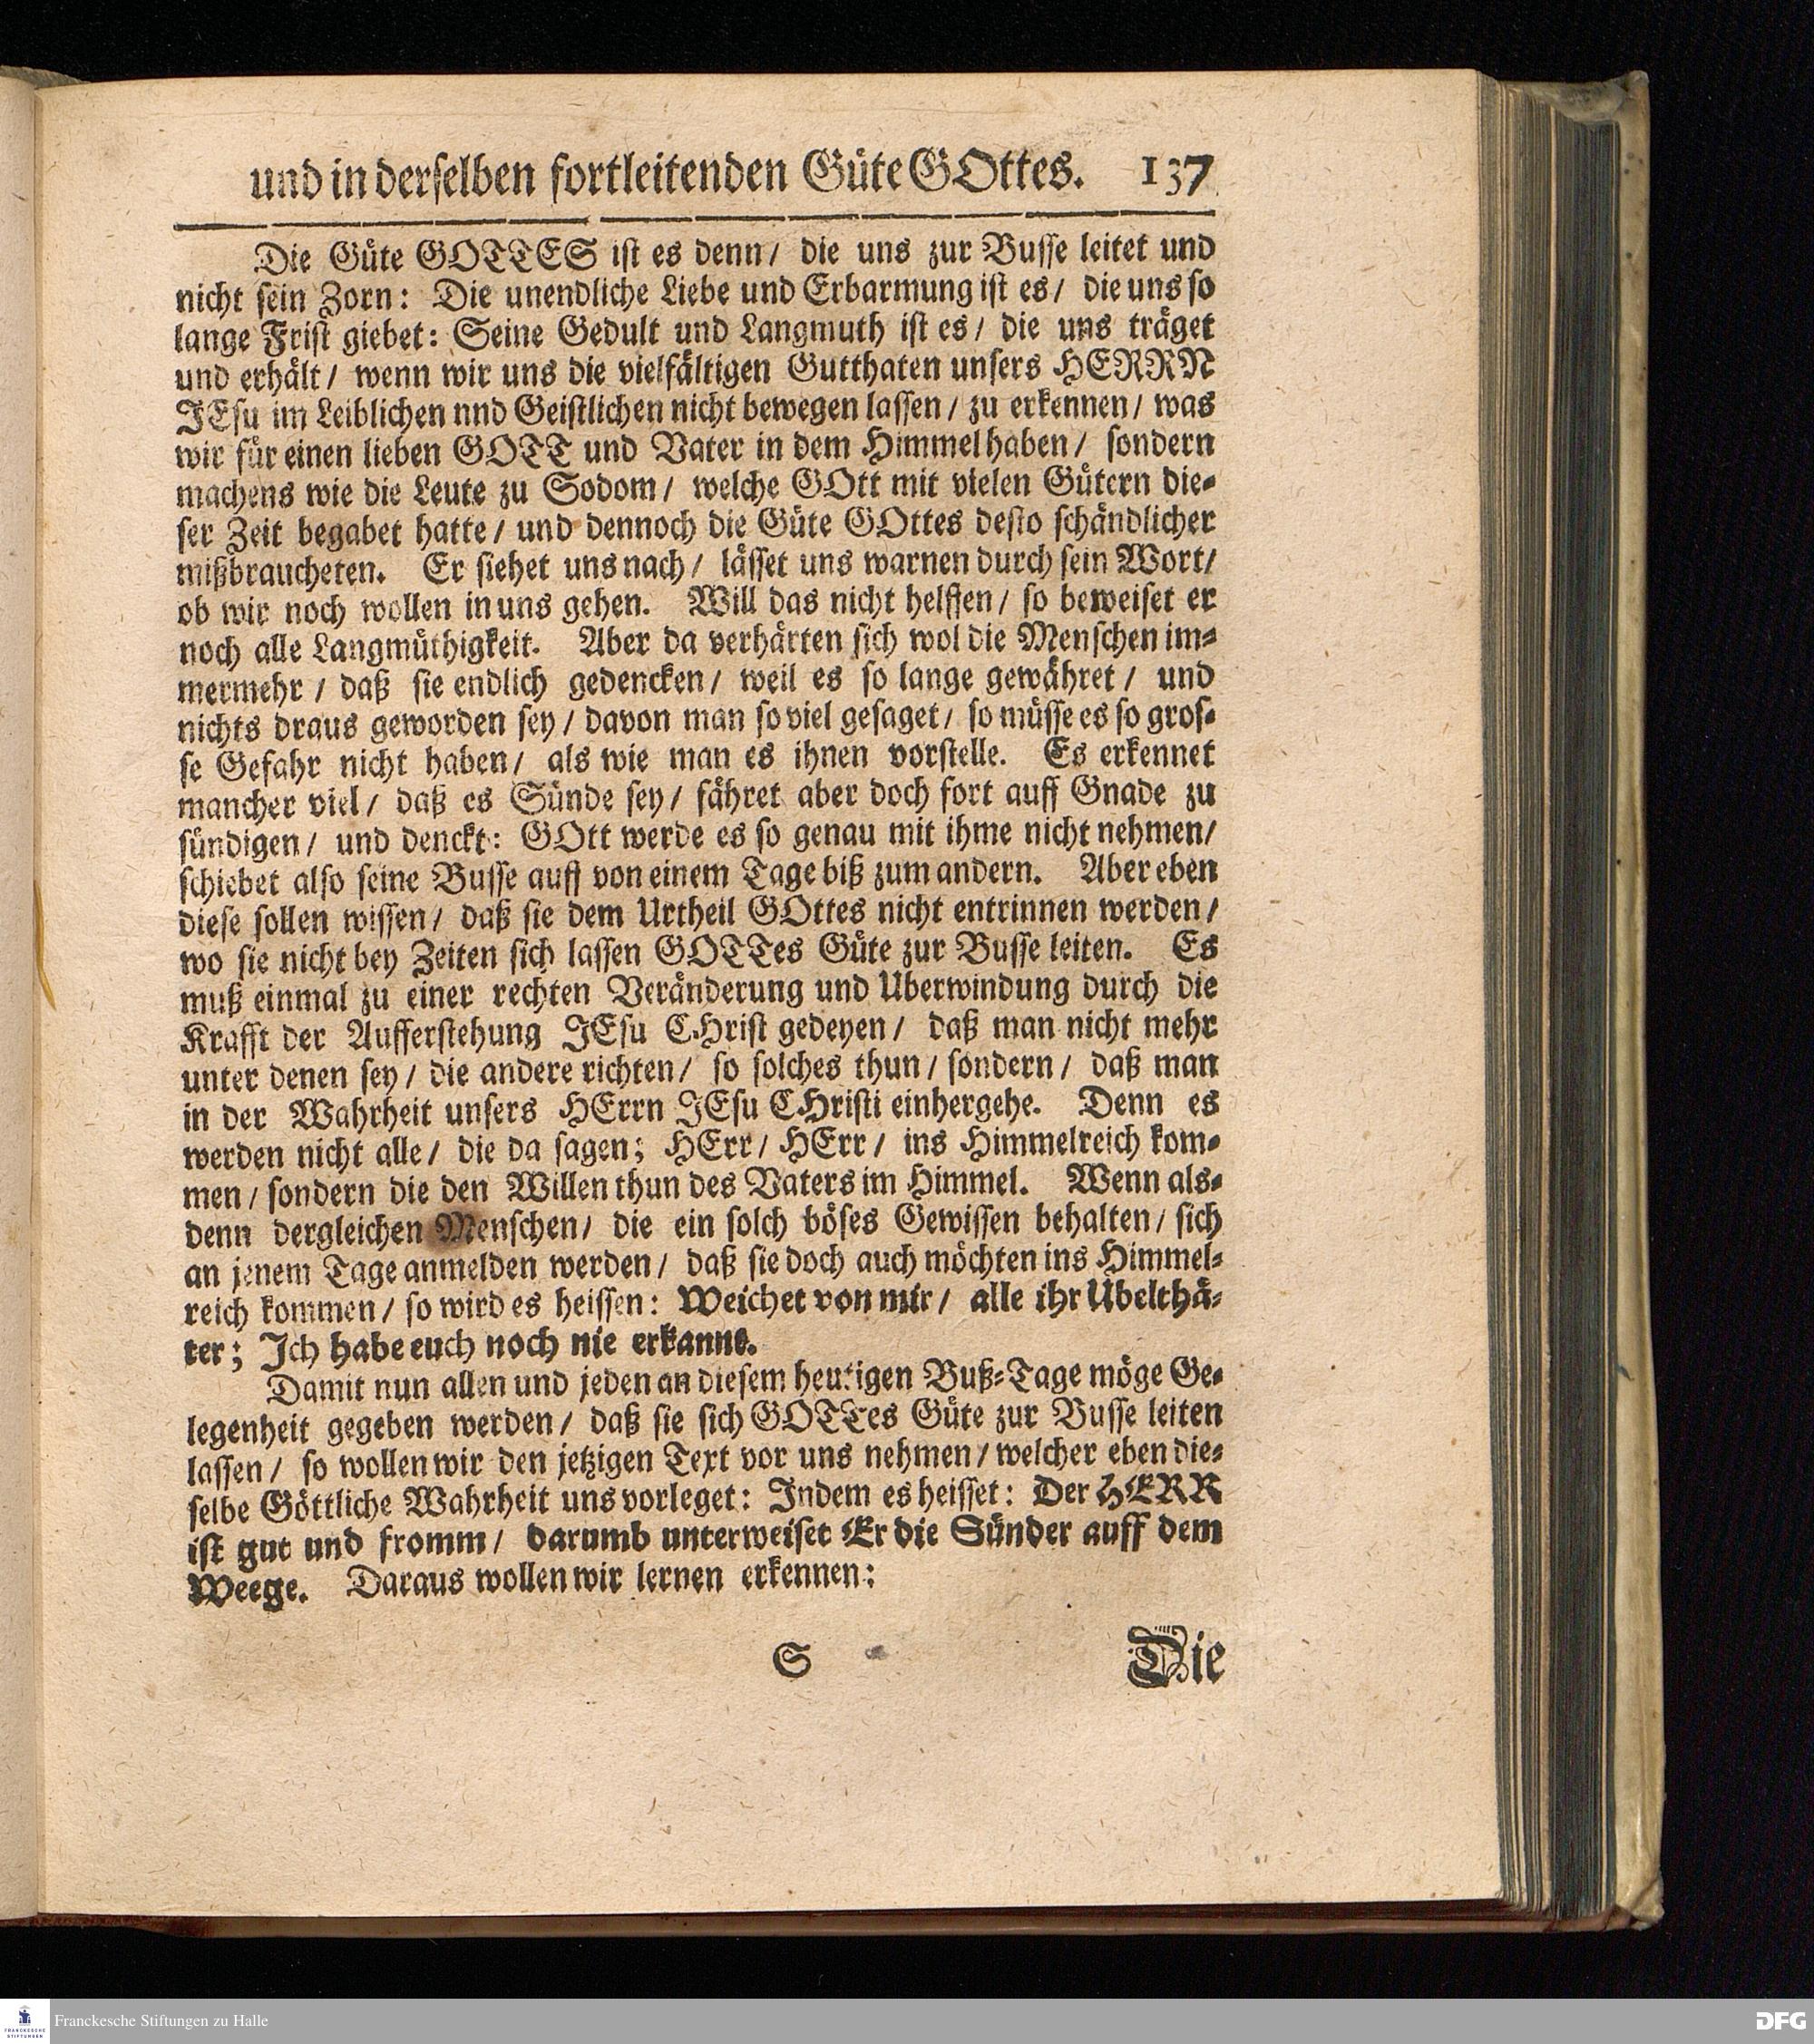 und in derselben fortleitenden Güte GOttes. 137
Die Güte GOTTES ist es denn / die uns zur Busse leitet und
nicht sein Zorn: Die unendliche Liebe und Erbarmung ist es / die uns so
lange Frist giebet: Seine Gedult und Langmuth ist es / die uns träget
und erhält / wenn wir uns die vielfältigen Gutthaten unsers HERRN
JEsu im Leiblichen nnd Geistlichen nicht bewegen lassen / zu erkennen / was
wir für einen lieben GOTT und Vater in dem Himmel haben / sondern
machens wie die Leute zu Sodom / welche GOtt mit vielen Gütern die-
ser Zeit begabet hatte / und dennoch die Güte GOttes desto schändlicher
mißbraucheten. Er siehet uns nach / lässet uns warnen durch sein Wort /
ob wir noch wollen in uns gehen. Will das nicht helffen / so beweiset er
noch alle Langmüthigkeit. Aber da verhärten sich wol die Menschen im-
mermehr / daß sie endlich gedencken / weil es so lange gewähret / und
nichts draus geworden sey / davon man so viel gesaget / so müsse es so gros-
se Gefahr nicht haben / als wie man es ihnen vorstelle. Es erkennet
mancher viel / daß es Sünde sey / fähret aber doch fort auff Gnade zu
sündigen / und denckt: GOtt werde es so genau mit ihme nicht nehmen /
schiebet also seine Busse auff von einem Tage biß zum andern. Aber eben
diese sollen wissen / daß sie dem Urtheil GOttes nicht entrinnen werden /
wo sie nicht bey Zeiten sich lassen GOTTes Güte zur Busse leiten. Es
muß einmal zu einer rechten Veränderung und Uberwindung durch die
Krafft der Aufferstehung JEsu CHrist gedeyen / daß man nicht mehr
unter denen sey / die andere richten / so solches thun / sondern / daß man
in der Wahrheit unsers HErrn JEsu CHristi einhergehe. Denn es
werden nicht alle / die da sagen; HErr / HErr / ins Himmelreich kom-
men / sondern die den Willen thun des Vaters im Himmel. Wenn als-
denn dergleichen Menschen / die ein solch böses Gewissen behalten / sich
an jenem Tage anmelden werden / daß sie doch auch möchten ins Himmel-
reich kommen / so wird es heissen: Weichet von mir / alle ihr Ubelthä-
ter; Ich habe euch noch nie erkannt.
Damit nun allen und jeden an diesem heutigen Buß-Tage möge Ge-
legenheit gegeben werden / daß sie sich GOTTes Güte zur Busse leiten
lassen / so wollen wir den jetzigen Text vor uns nehmen / welcher eben die-
selbe Göttliche Wahrheit uns vorleget: Indem es heisset: Der HERR
ist gut und fromm / darumb unterweiset Er die Sünder auff dem
Weege. Daraus wollen wir lernen erkennen:
S Die
FRANCKESCHE STIFTUNGEN
Franckesche Stiftungen zu Halle
DFG